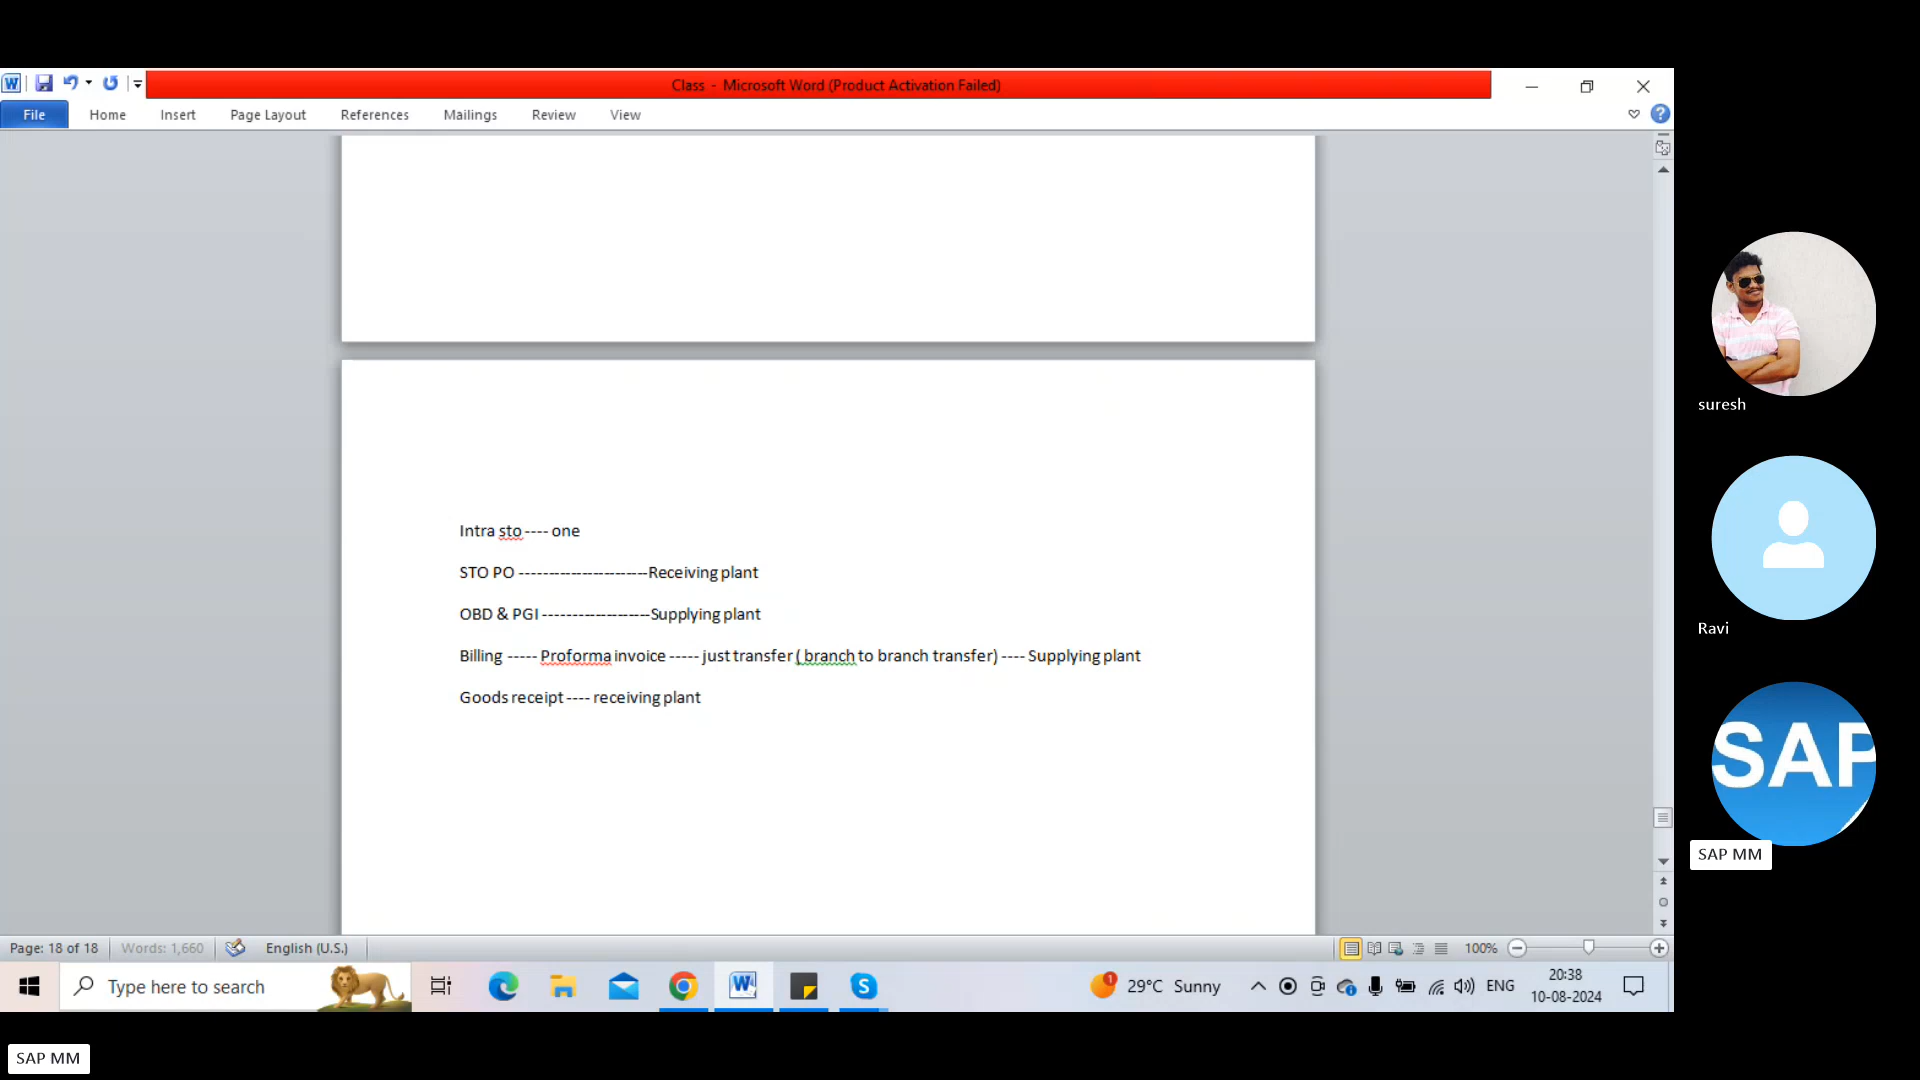 Class - Microsoft Word (Product Activation Failed)
File Home Insert Page Layout References Mailings Review View
Intra sto ---- one
STO PO ----------------------Receiving plant
OBD & PGI -------------------Supplying plant
Billing ----- Proforma invoice ----- just transfer ( branch to branch transfer) ---- Supplying plant
Goods receipt ---- receiving plant
suresh
Ravi
SAP
SAP MM
Page: 18 of 18 Words: 1,660 English (U.S.) 100%
Type here to search 1 29°C Sunny ENG 20:38
10-08-2024
SAP MM